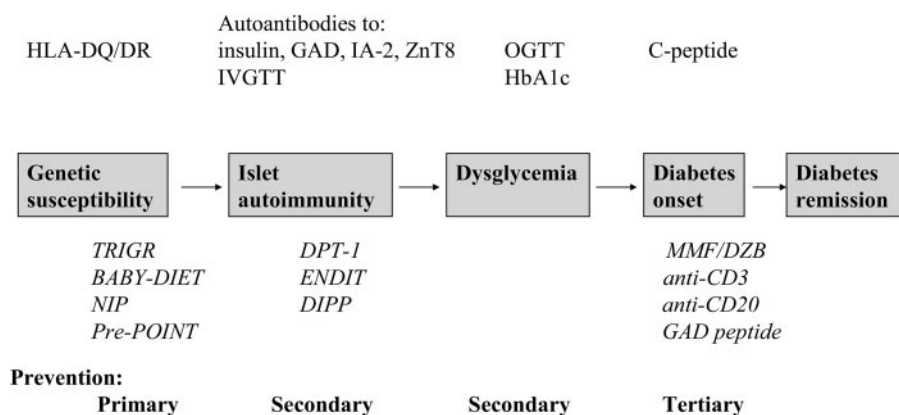 Autoantibodies to:
HLA-DQ/DR insulin, GAD, IA-2, ZnT8 OGTT C-peptide
IVGTT HbA1c
Genetic Islet Dysglycemia Diabetes Diabetes
susceptibility autoimmunity onset remission
TRIGR DPT-1 MMF/DZB
BABY-DIET ENDIT anti-CD3
NIP DIPP anti-CD20
Pre-POINT GAD peptide
Prevention:
Primary Secondary Secondary Tertiary